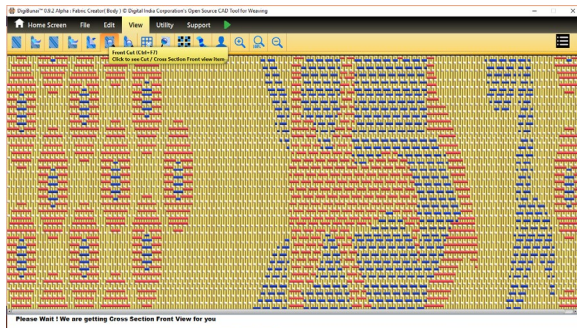 DigiBunai™ 0.9.2 Alpha : Fabric Creator( Body ) © Digital India Corporation's Open Source CAD Tool for Weaving
Home Screen File Edit View Utility Support
Front Cut (Ctrl+F7)
Click to see Cut / Cross Section Front view item
Please Wait ! We are getting Cross Section Front View for you